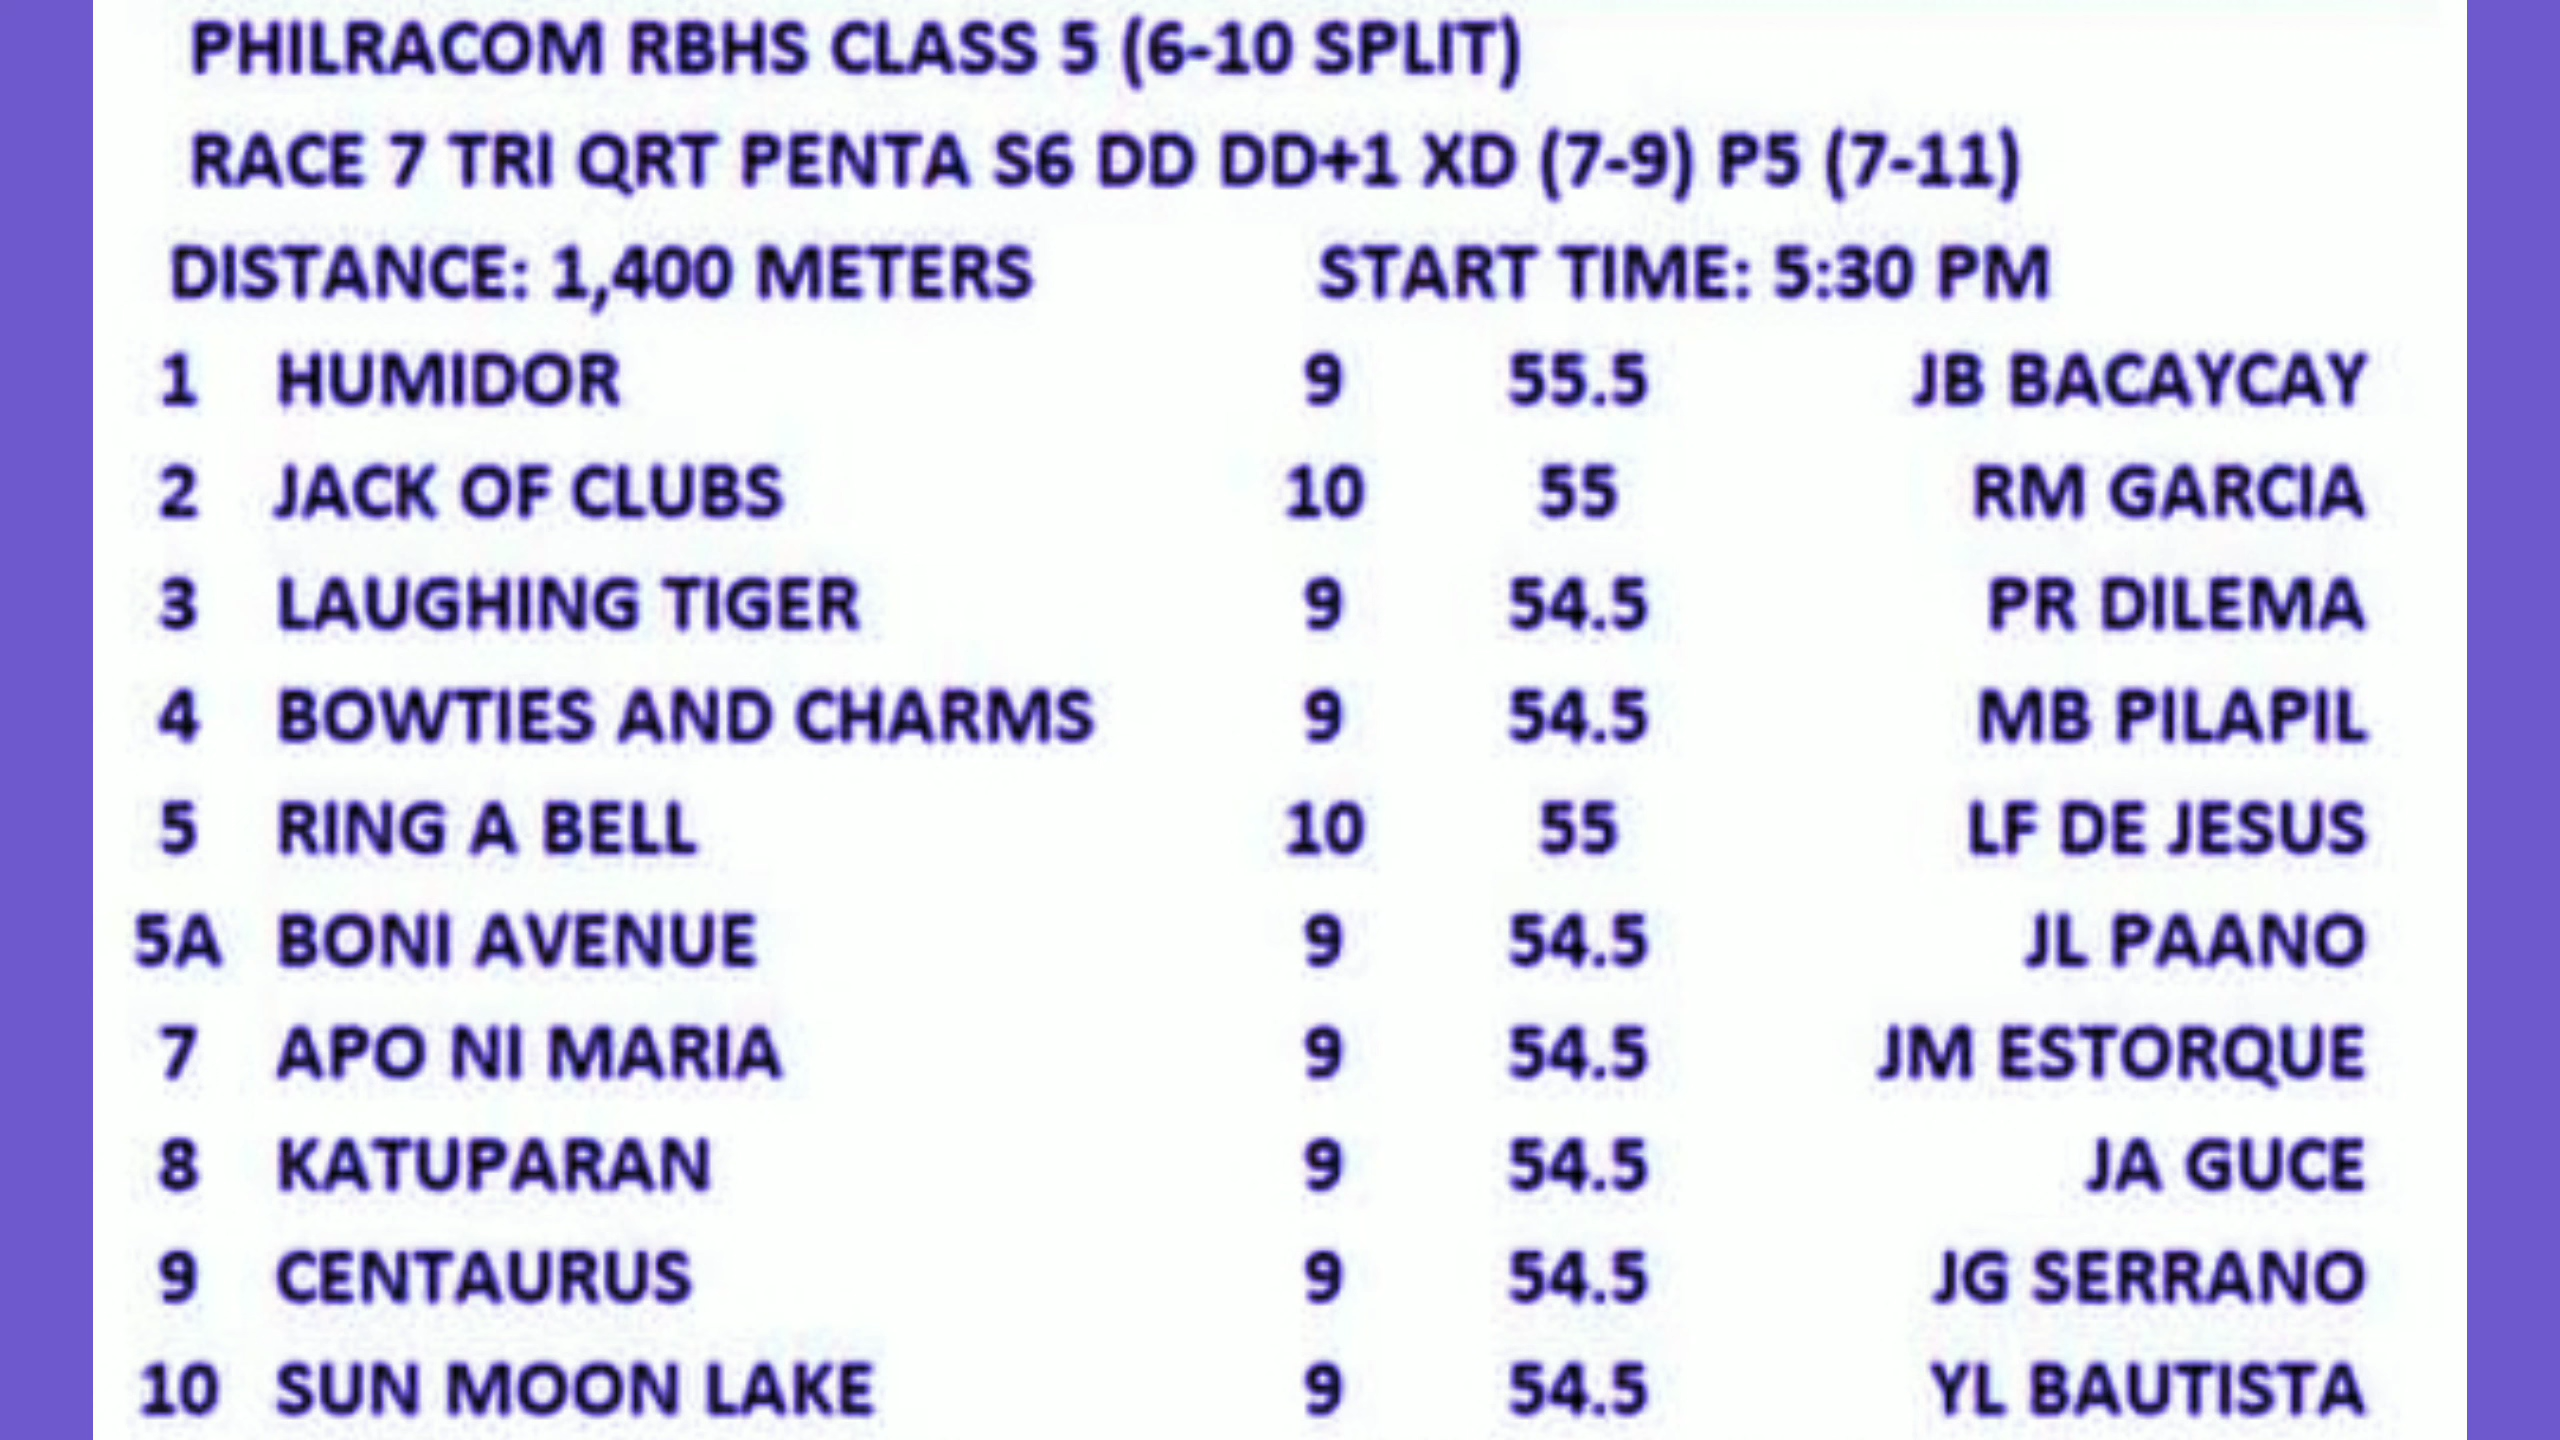 PHILRACOM RBHS CLASS 5 (6-10 SPLIT)
RACE 7 TRI QRT PENTA S6 DD DD+1 XD (7-9) P5 (7-11)
DISTANCE: 1,400 METERS START TIME: 5:30 PM
1 HUMIDOR 9 55.5 JB BACAYCAY
2 JACK OF CLUBS 10 55 RM GARCIA
3 LAUGHING TIGER 9 54.5 PR DILEMA
4 BOWTIES AND CHARMS 9 54.5 MB PILAPIL
5 RING A BELL 10 55 LF DE JESUS
5A BONI AVENUE 9 54.5 JL PAANO
7 APO NI MARIA 9 54.5 JM ESTORQUE
8 KATUPARAN 9 54.5 JA GUCE
9 CENTAURUS 9 54.5 JG SERRANO
10 SUN MOON LAKE 9 54.5 YL BAUTISTA